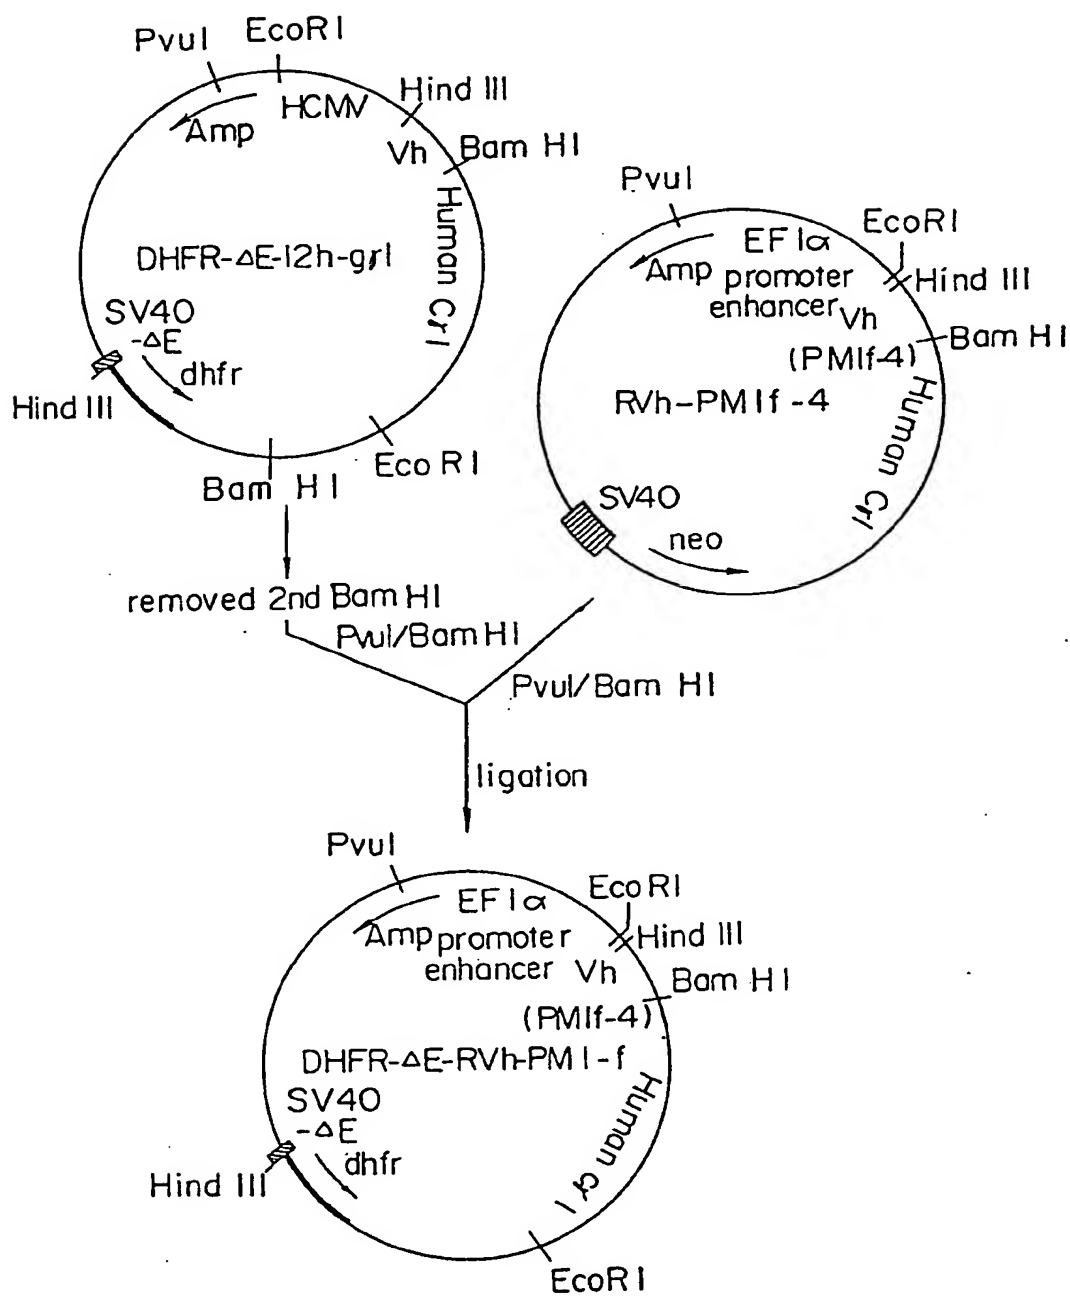 PvuI
EcoRI
HCMV
Hind III
Amp
Vh
Bam HI
Human Cγ1
DHFR-ΔE-12h-gγ1
SV40
-ΔE
dhfr
Hind III
Bam HI
EcoRI
PvuI
EcoRI
EF1α
Amp
promoter
enhancer
Hind III
Vh
(PM1f-4)
Bam HI
RVh-PM1f-4
Human Cγ1
SV40
neo
removed 2nd Bam HI
PvuI/Bam HI
PvuI/Bam HI
ligation
PvuI
EcoRI
EF1α
Amp
promoter
enhancer
Hind III
Vh
Bam HI
(PM1f-4)
DHFR-ΔE-RVh-PM1-f
SV40
-ΔE
dhfr
Hind III
Human cγ1
EcoRI